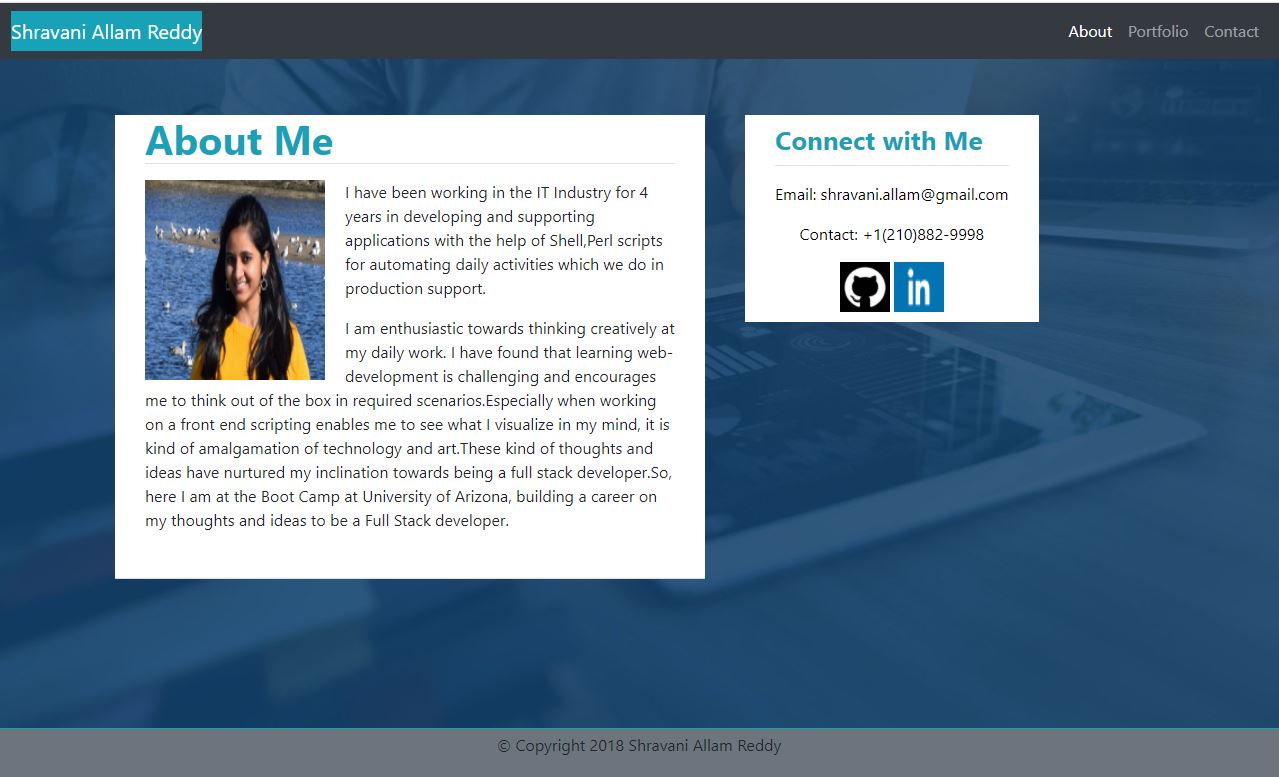 Shravani Allam Reddy
About Portfolio Contact
About Me
I have been working in the IT Industry for 4
years in developing and supporting
applications with the help of Shell,Perl scripts
for automating daily activities which we do in
production support.
I am enthusiastic towards thinking creatively at
my daily work. I have found that learning web-
development is challenging and encourages
me to think out of the box in required scenarios.Especially when working
on a front end scripting enables me to see what I visualize in my mind, it is
kind of amalgamation of technology and art.These kind of thoughts and
ideas have nurtured my inclination towards being a full stack developer.So,
here I am at the Boot Camp at University of Arizona, building a career on
my thoughts and ideas to be a Full Stack developer.
Connect with Me
Email: shravani.allam@gmail.com
Contact: +1(210)882-9998
in
© Copyright 2018 Shravani Allam Reddy